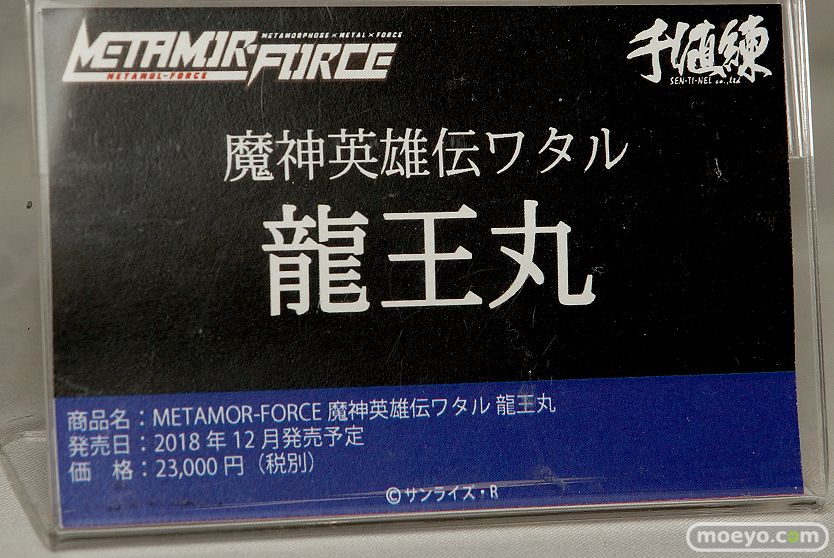 METAMORPHOSE×METAL×FORCE
METAMOR-FORCE
METAMUL-FORCE
千値練
SEN-TI-NEL co.,ltd
魔神英雄伝ワタル
龍王丸
商品名：METAMOR-FORCE 魔神英雄伝ワタル 龍王丸
発売日：2018 年 12 月発売予定
価　格：23,000 円（税別）
©サンライズ・R
moeyo.com